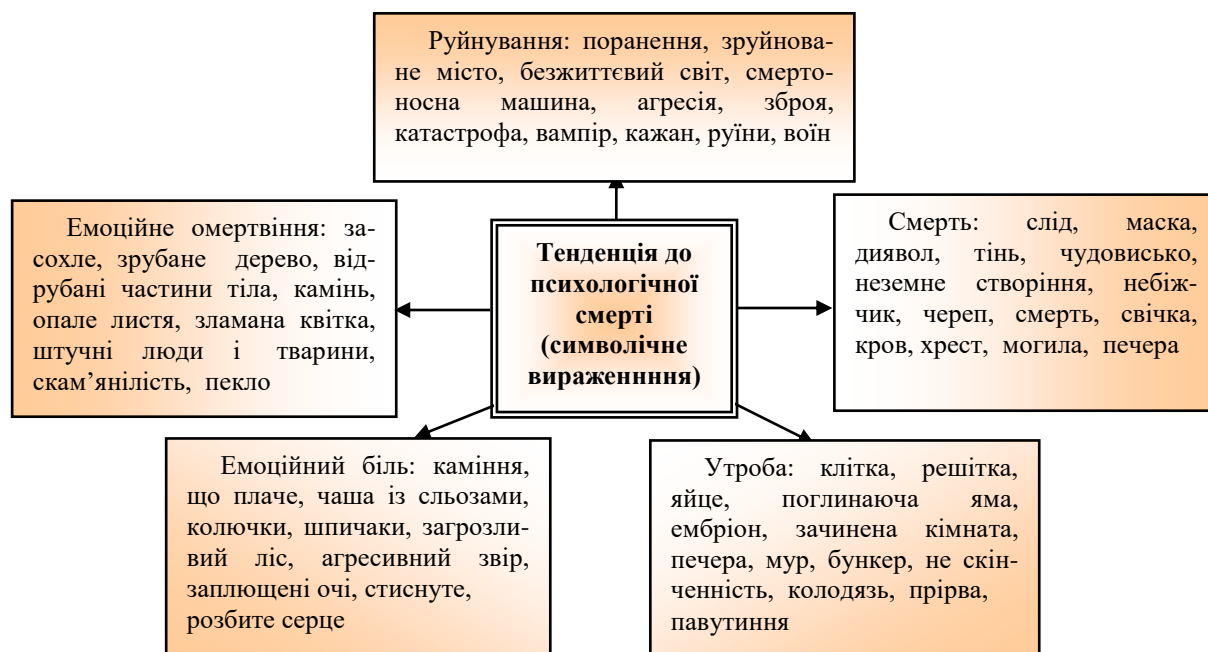 Руйнування: поранення, зруйнова-
не місто, безжиттєвий світ, смерто-
носна машина, агресія, зброя,
катастрофа, вампір, кажан, руїни, воїн
Емоційне омертвіння: за-
сохле, зрубане дерево, від-
рубані частини тіла, камінь,
опале листя, зламана квітка,
штучні люди і тварини,
скам’янілість, пекло
Тенденція до
психологічної
смерті
(символічне
вираженнння)
Смерть: слід, маска,
диявол, тінь, чудовисько,
неземне створіння, небіж-
чик, череп, смерть, свічка,
кров, хрест, могила, печера
Емоційний біль: каміння,
що плаче, чаша із сльозами,
колючки, шпичаки, загрозли-
вий ліс, агресивний звір,
заплющені очі, стиснуте,
розбите серце
Утроба: клітка, решітка,
яйце, поглинаюча яма,
ембріон, зачинена кімната,
печера, мур, бункер, не скін-
ченність, колодязь, прірва,
павутиння